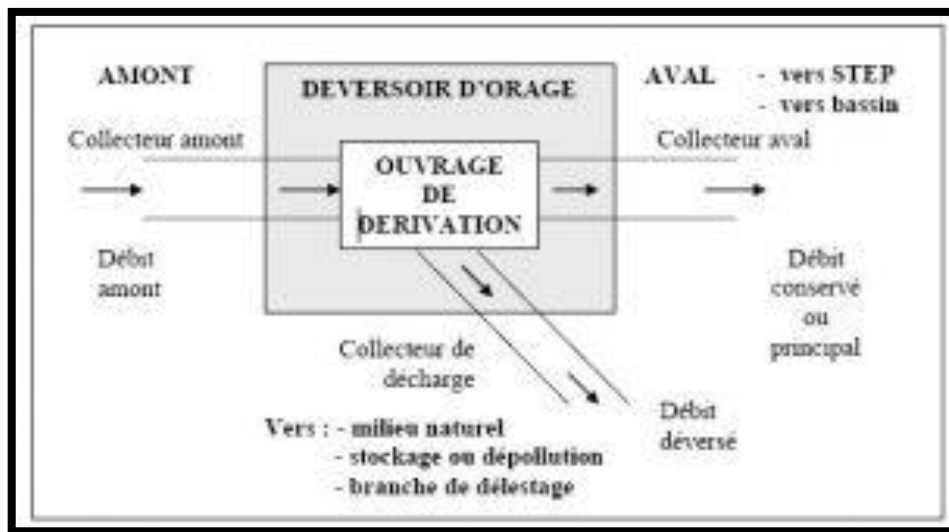 AMONT
DEVERSOIR D'ORAGE
AVAL - vers STEP
- vers bassin
Collecteur amont
Collecteur aval
OUVRAGE
DE
DERIVATION
Débit
amont
Débit
conservé
ou
principal
Collecteur de
décharge
Débit
déversé
Vers : - milieu naturel
- stockage ou dépollution
- branche de délestage